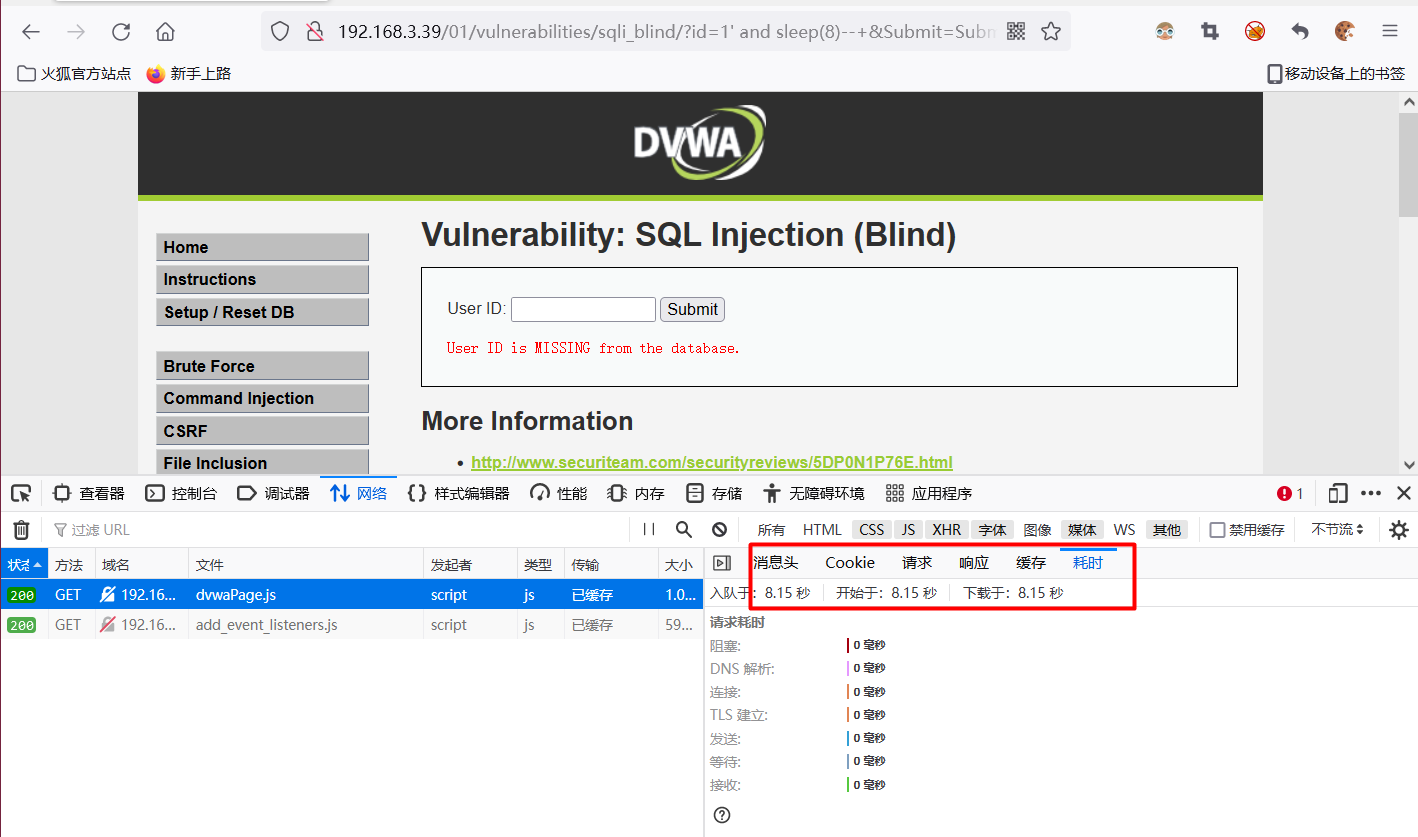 192.168.3.39/01/vulnerabilities/sqli_blind/?id=1' and sleep(8)--+&Submit=Subm
火狐官方站点 新手上路 移动设备上的书签
DVWA
Home
Instructions
Setup / Reset DB
Brute Force
Command Injection
CSRF
File Inclusion
Vulnerability: SQL Injection (Blind)
User ID: Submit
User ID is MISSING from the database.
More Information
• http://www.securiteam.com/securityreviews/5DP0N1P76E.html
查看器 控制台 调试器 网络 样式编辑器 性能 内存 存储 无障碍环境 应用程序 1
过滤 URL 所有 HTML CSS JS XHR 字体 图像 媒体 WS 其他 禁用缓存 不节流
状态 方法 域名 文件 发起者 类型 传输 大小
200 GET 192.16... dvwaPage.js script js 已缓存 1.0...
200 GET 192.16... add_event_listeners.js script js 已缓存 59...
消息头 Cookie 请求 响应 缓存 耗时
入队于: 8.15 秒 开始于: 8.15 秒 下载于: 8.15 秒
请求耗时
阻塞: 0 毫秒
DNS 解析: 0 毫秒
连接: 0 毫秒
TLS 建立: 0 毫秒
发送: 0 毫秒
等待: 0 毫秒
接收: 0 毫秒